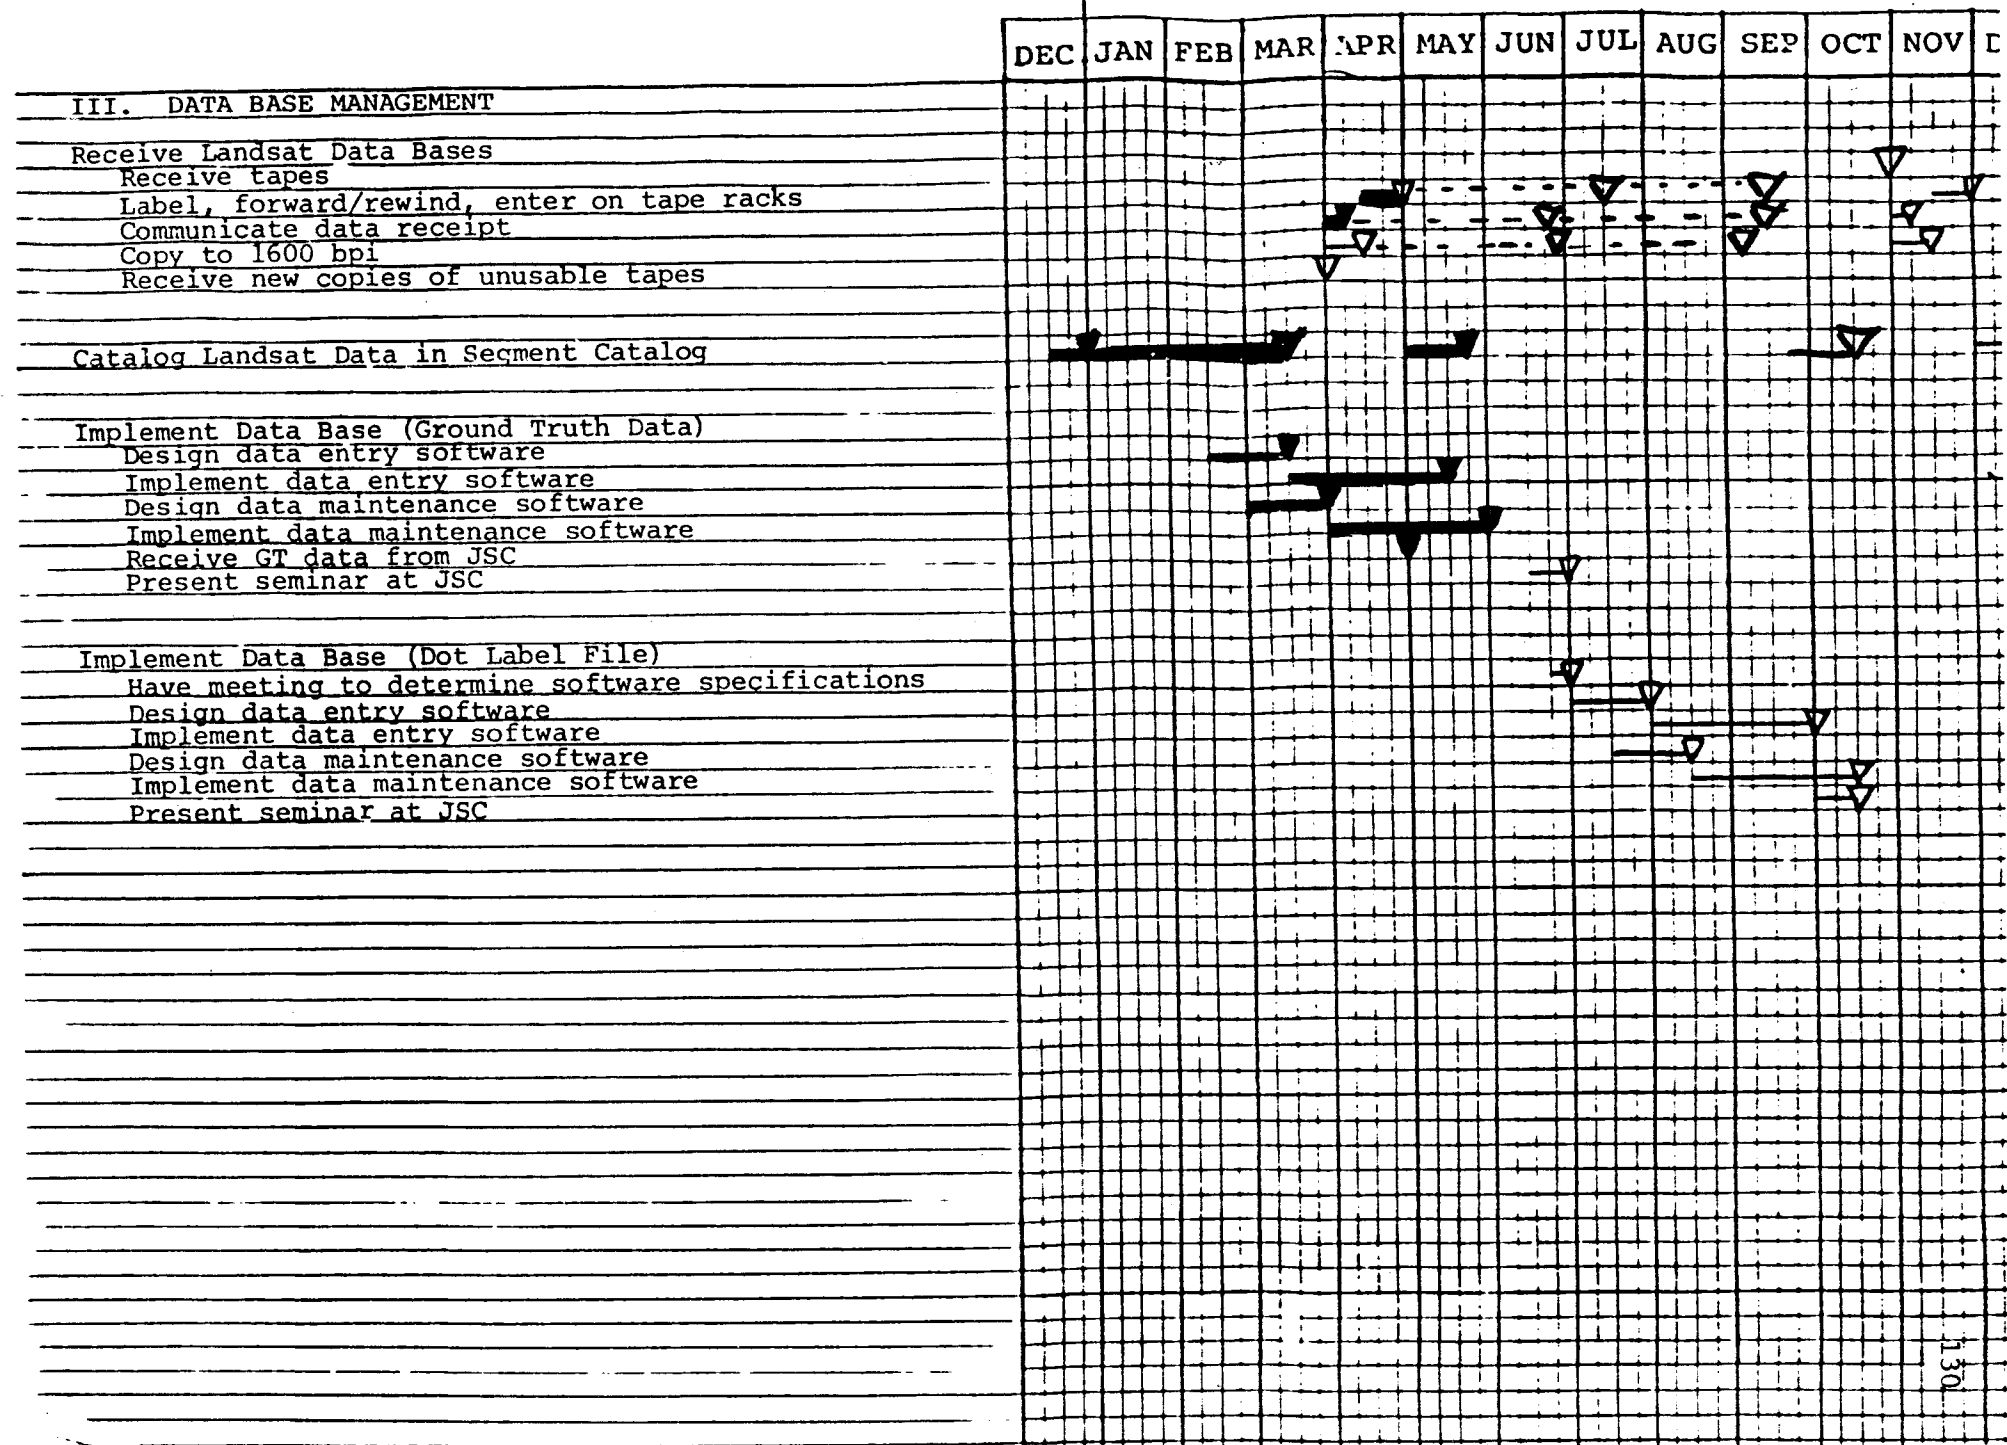 DEC JAN FEB MAR APR MAY JUN JUL AUG SEP OCT NOV D
III. DATA BASE MANAGEMENT
Receive Landsat Data Bases
Receive tapes
Label, forward/rewind, enter on tape racks
Communicate data receipt
Copy to 1600 bpi
Receive new copies of unusable tapes
Catalog Landsat Data in Segment Catalog
Implement Data Base (Ground Truth Data)
Design data entry software
Implement data entry software
Design data maintenance software
Implement data maintenance software
Receive GT data from JSC
Present seminar at JSC
Implement Data Base (Dot Label File)
Have meeting to determine software specifications
Design data entry software
Implement data entry software
Design data maintenance software
Implement data maintenance software
Present seminar at JSC
130